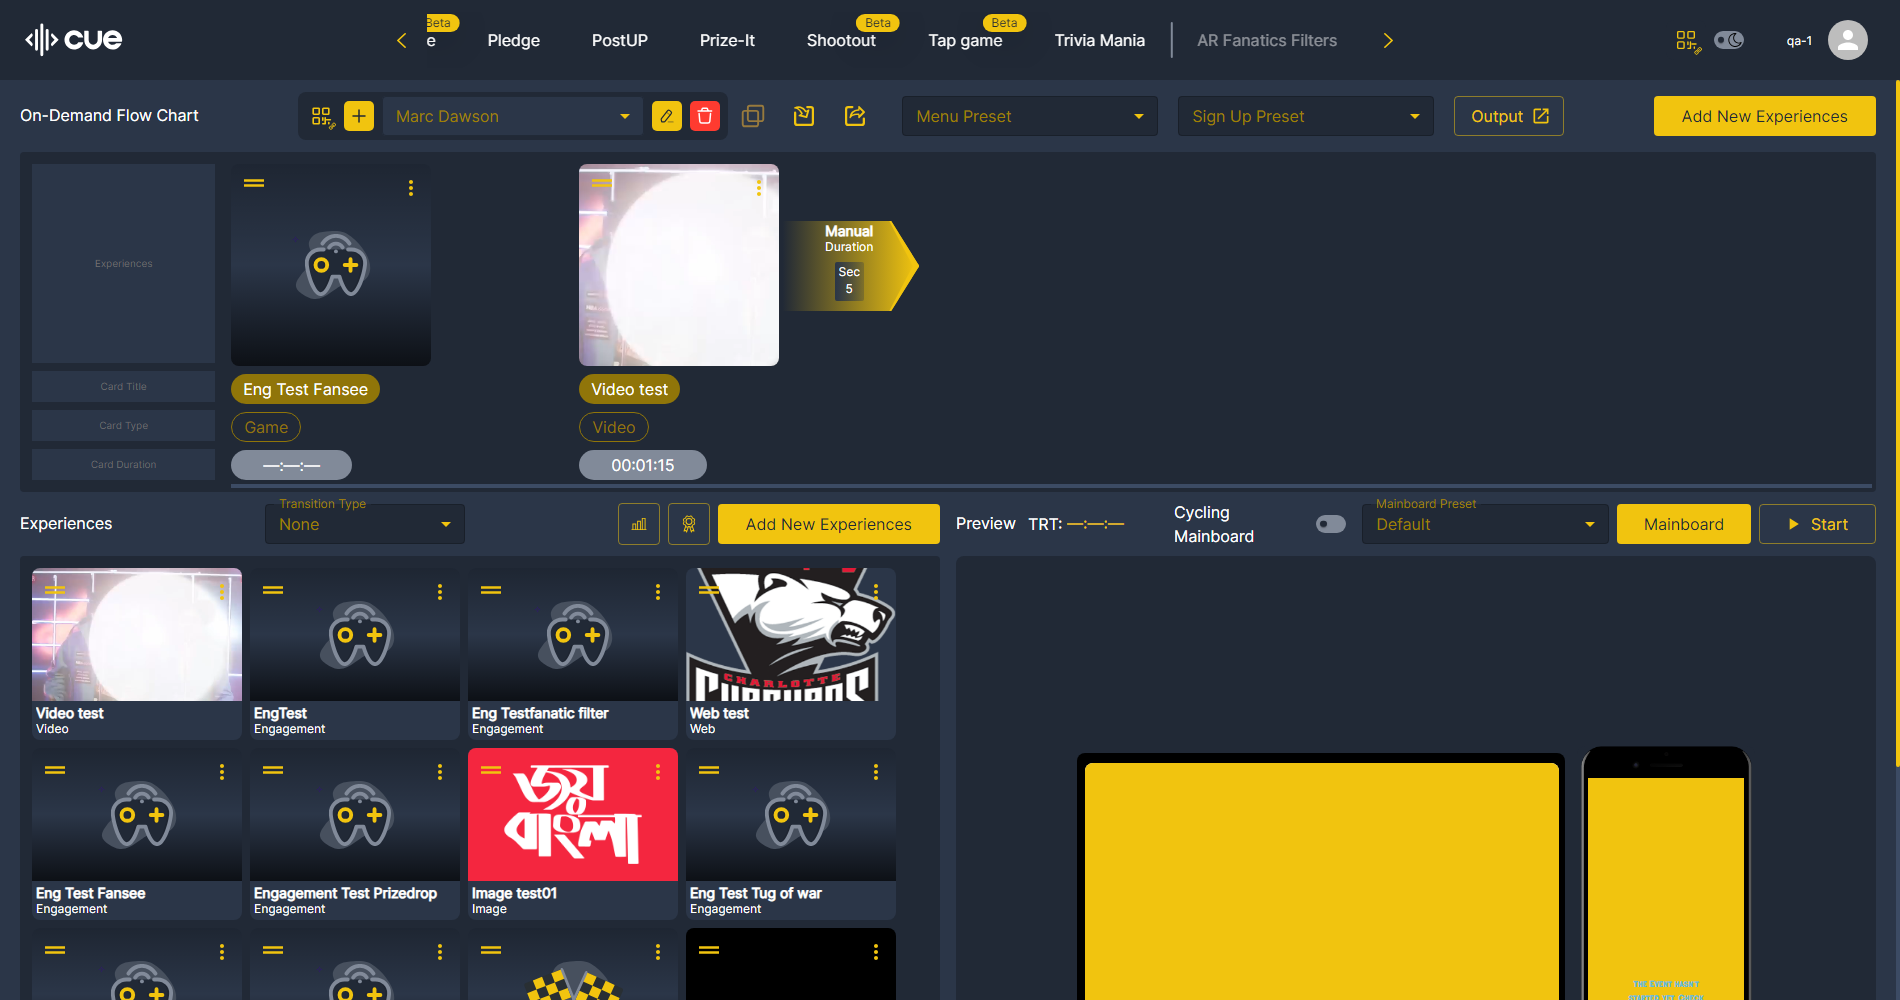 cue
Beta
e
Pledge
PostUP
Prize-It
Beta
Shootout
Beta
Tap game
Trivia Mania
AR Fanatics Filters
qa-1
On-Demand Flow Chart
Marc Dawson
Menu Preset
Sign Up Preset
Output
Add New Experiences
Experiences
Manual
Duration
Sec
5
Card Title
Eng Test Fansee
Video test
Card Type
Game
Video
Card Duration
—:—:—
00:01:15
Experiences
Transition Type
None
Add New Experiences
Preview
TRT: —:—:—
Cycling
Mainboard
Mainboard Preset
Default
Mainboard
Start
Video test
Video
EngTest
Engagement
Eng Testfanatic filter
Engagement
CHARLOTTE
Web test
Web
Eng Test Fansee
Engagement
Engagement Test Prizedrop
Engagement
জয়
বাংলা
Image test01
Image
Eng Test Tug of war
Engagement
THE EVENT HASN'T
STARTED YET. CHECK